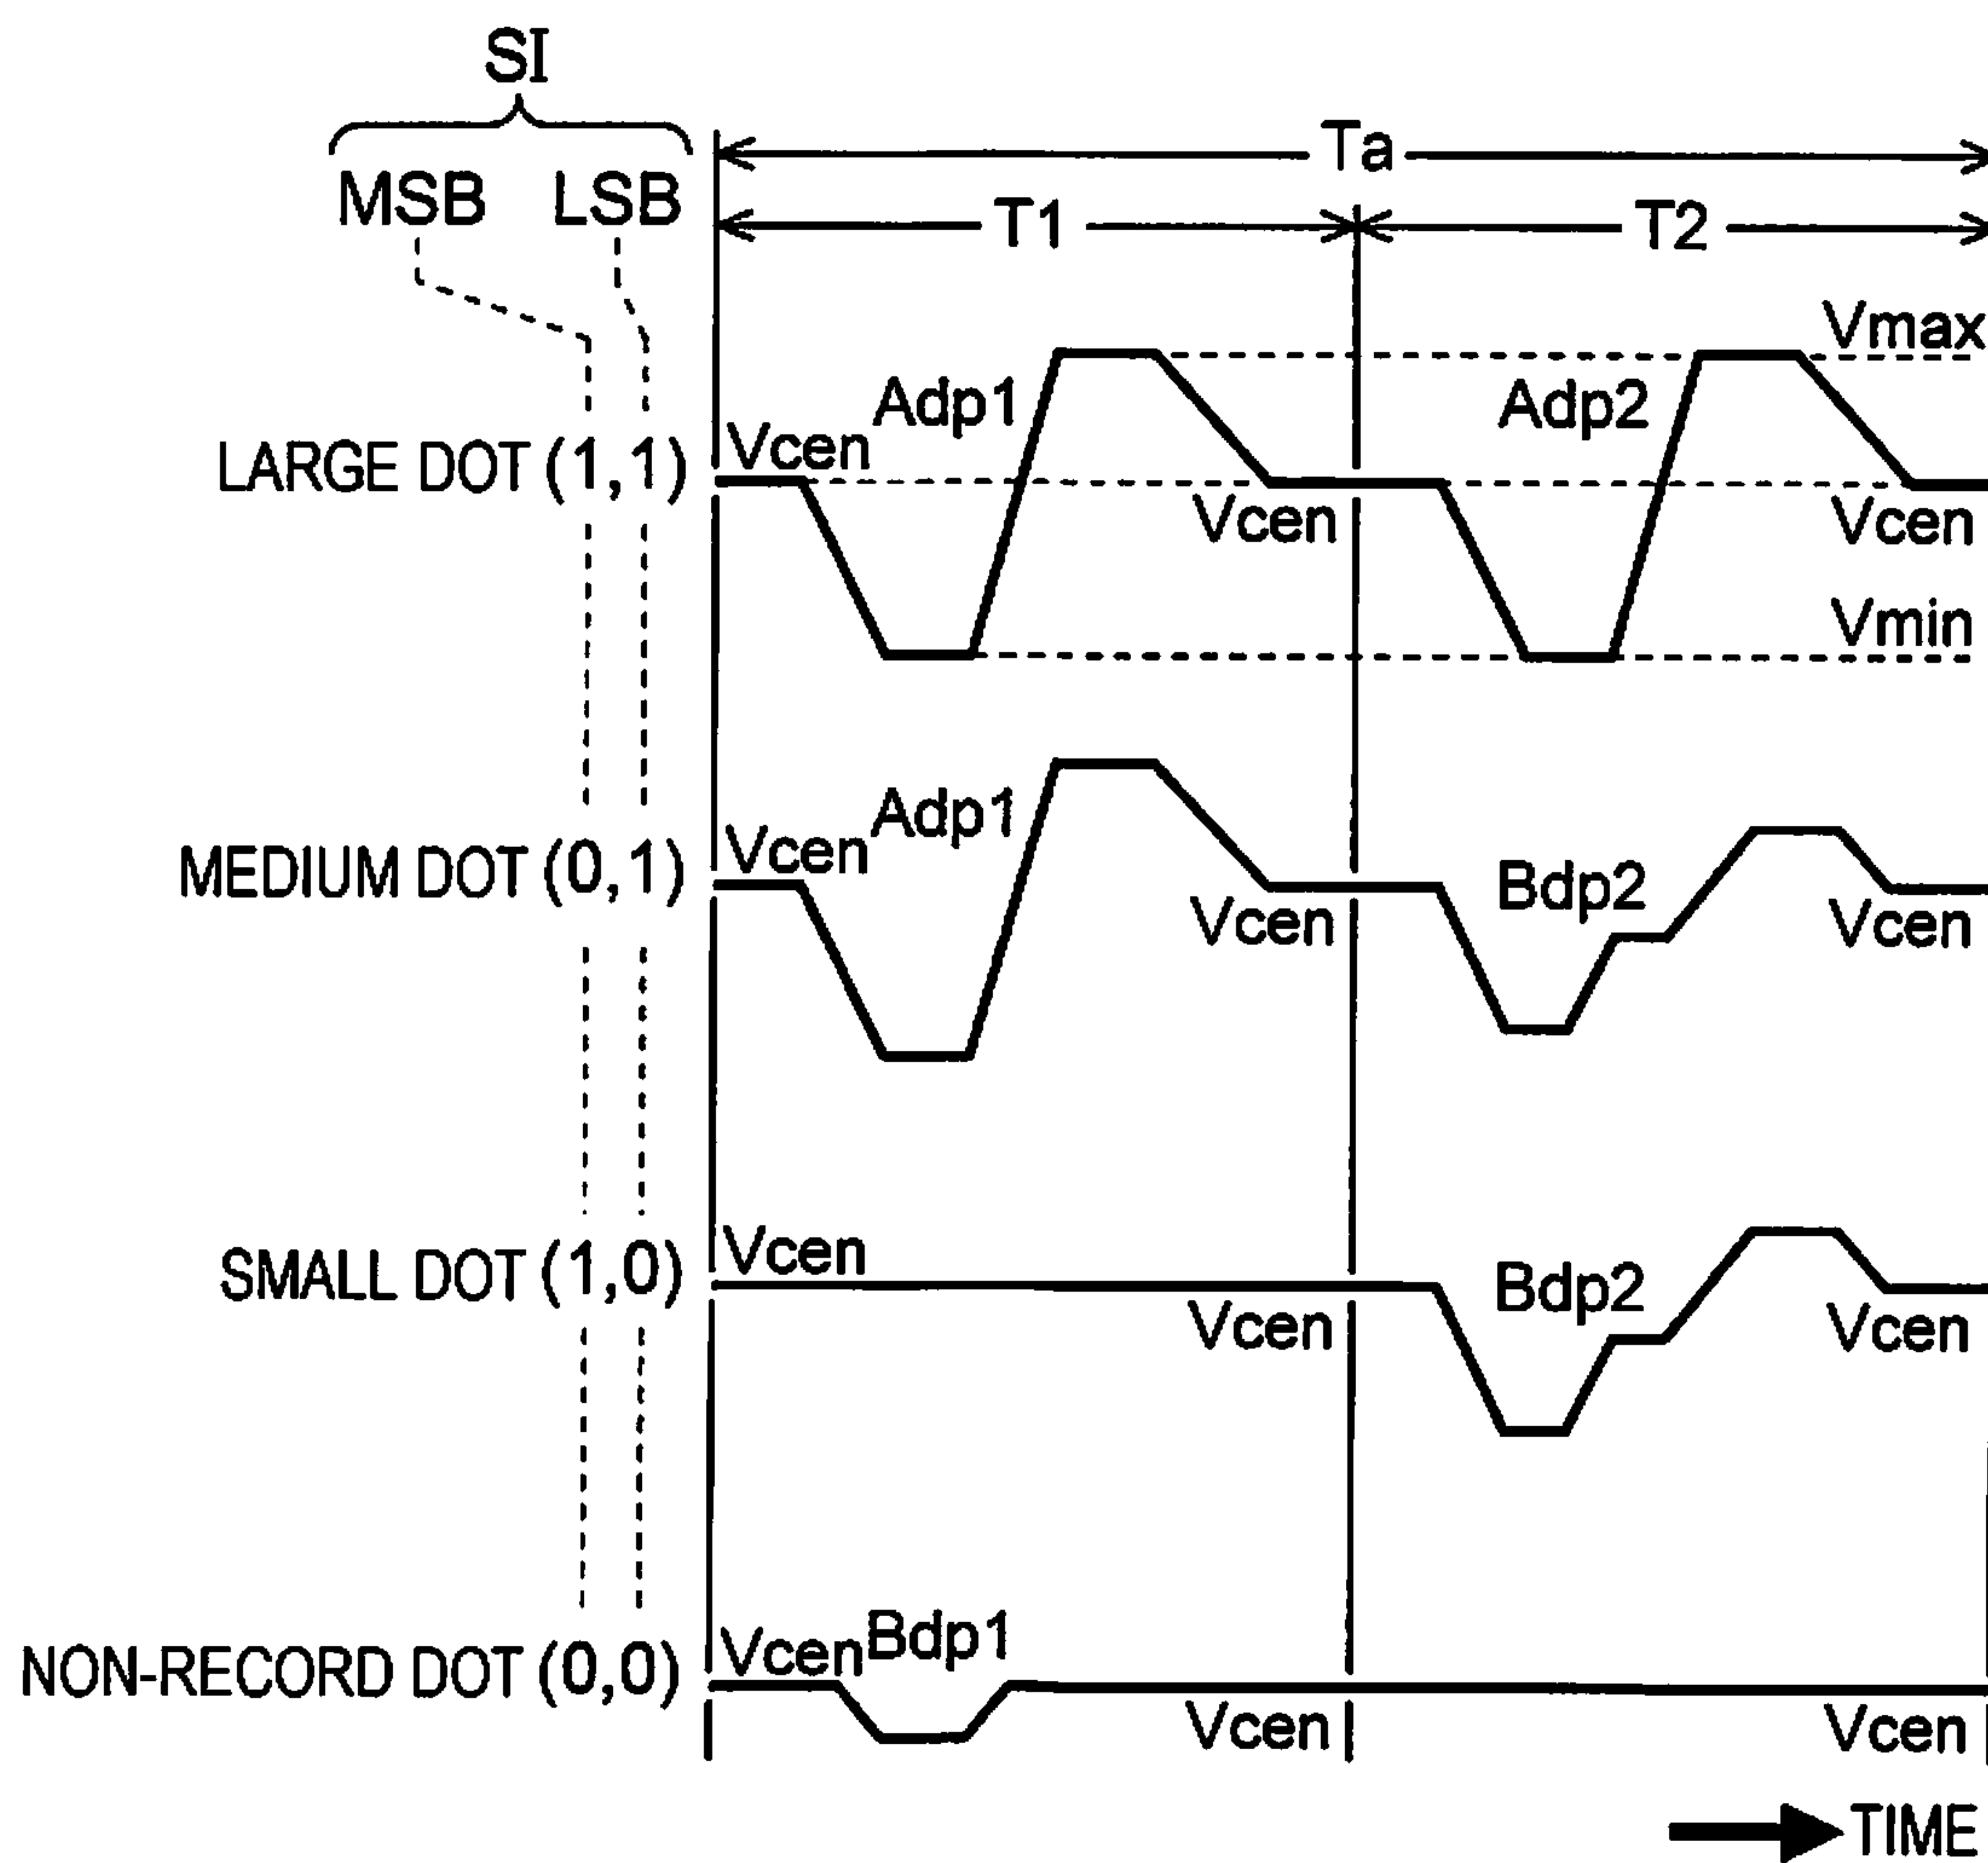 SI
MSB LSB
Ta
T1 T2
Vmax
Adp1 Adp2
Vcen
LARGE DOT (1,1)
Vcen Vcen
Vmin
Adp1
Vcen
MEDIUM DOT (0,1)
Bdp2
Vcen Vcen
Vcen
SMALL DOT (1,0)
Bdp2
Vcen Vcen
Bdp1
Vcen
NON-RECORD DOT (0,0)
Vcen Vcen
TIME